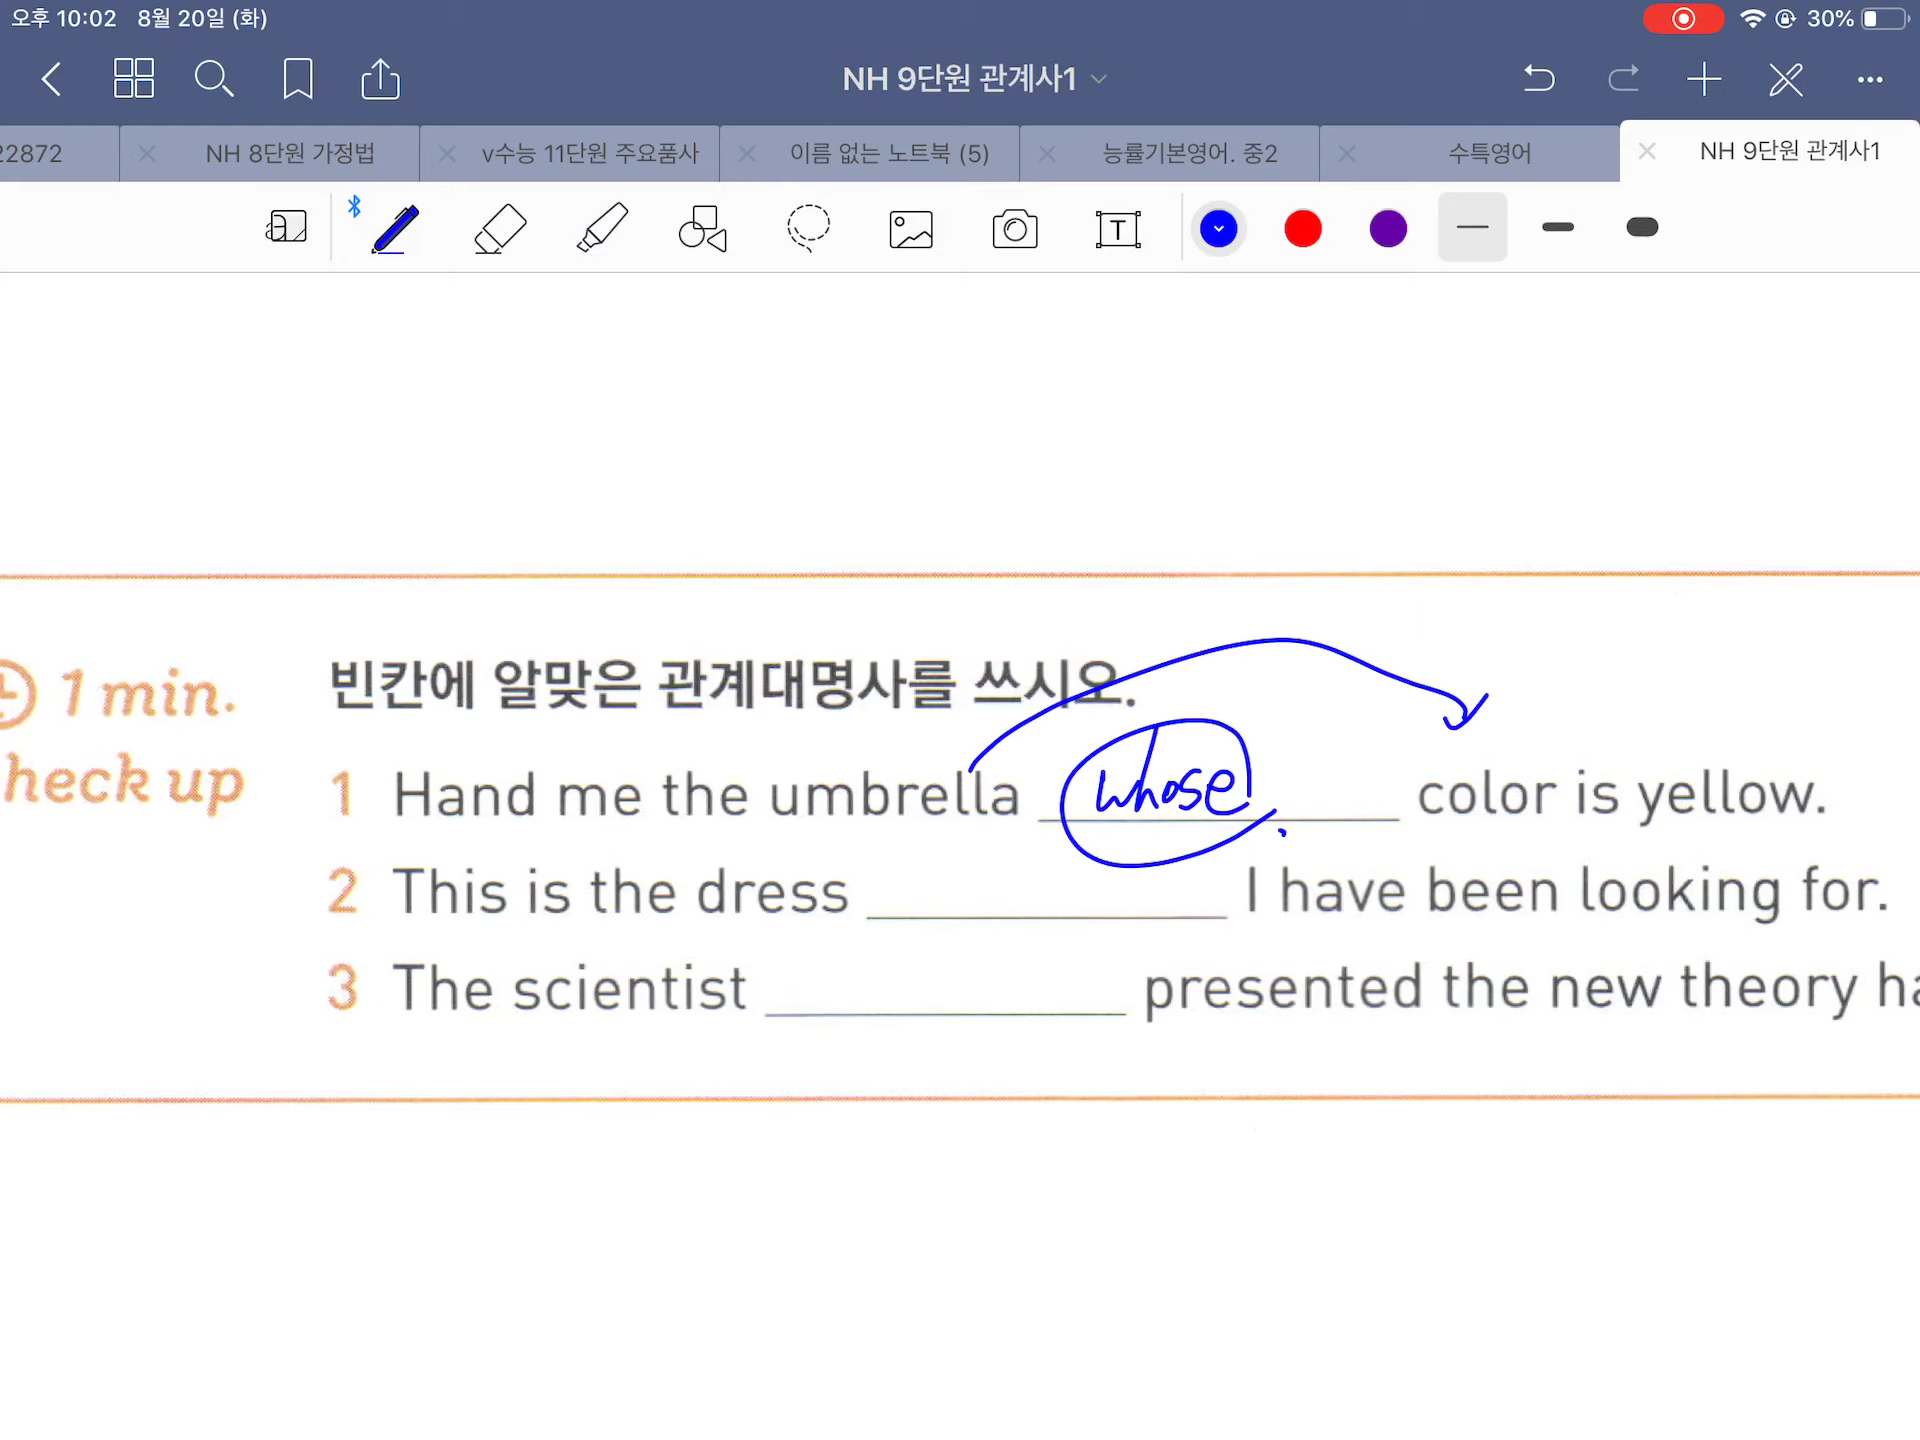 오후 10:02 8월 20일 (화) 30%
NH 9단원 관계사1
22872 NH 8단원 가정법 v수능 11단원 주요품사 이름 없는 노트북 (5) 능률기본영어. 중2 수특영어 NH 9단원 관계사1
T
1 min. 빈칸에 알맞은 관계대명사를 쓰시오.
heck up 1 Hand me the umbrella whose color is yellow.
2 This is the dress I have been looking for.
3 The scientist presented the new theory ha